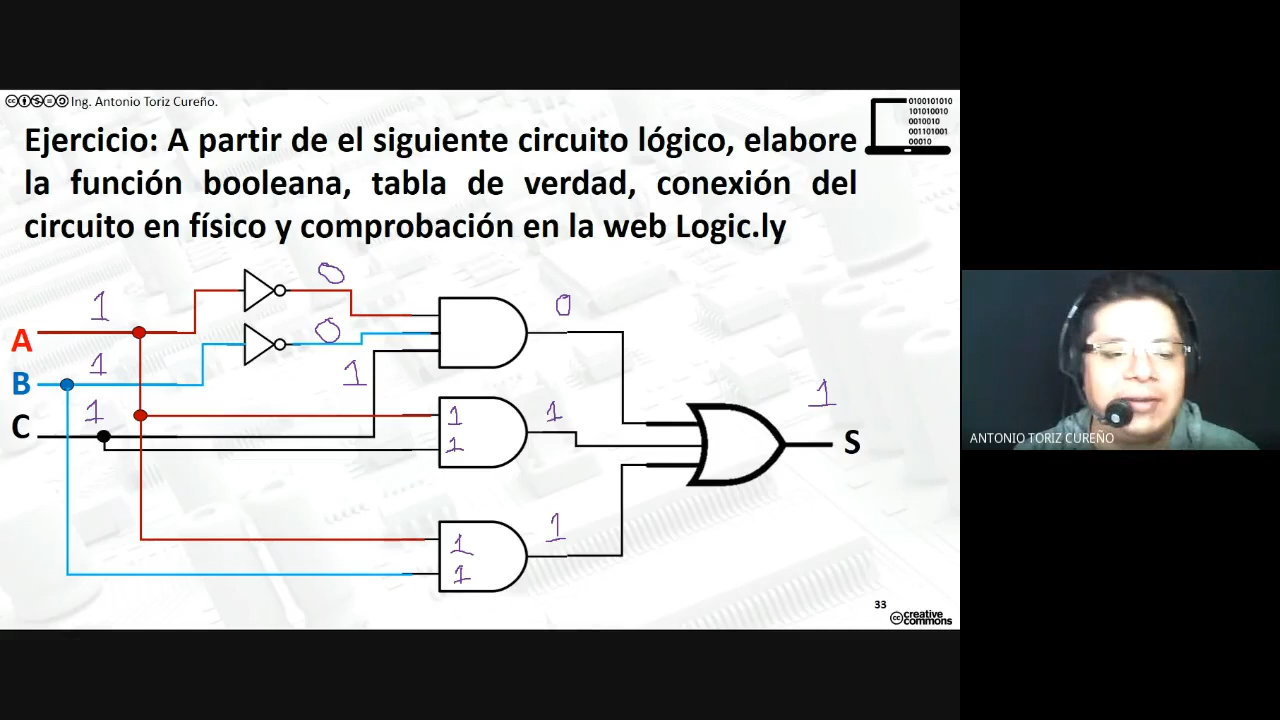 Ing. Antonio Toriz Cureño.
0100101010
101010010
0010010
001101001
00010
Ejercicio: A partir de el siguiente circuito lógico, elabore
la función booleana, tabla de verdad, conexión del
circuito en físico y comprobación en la web Logic.ly
0
1
0
0
A
1
1
B
1
1
C
1
1
1
S
1
1
1
1
ANTONIO TORIZ CUREÑO
33
cc creative
commons